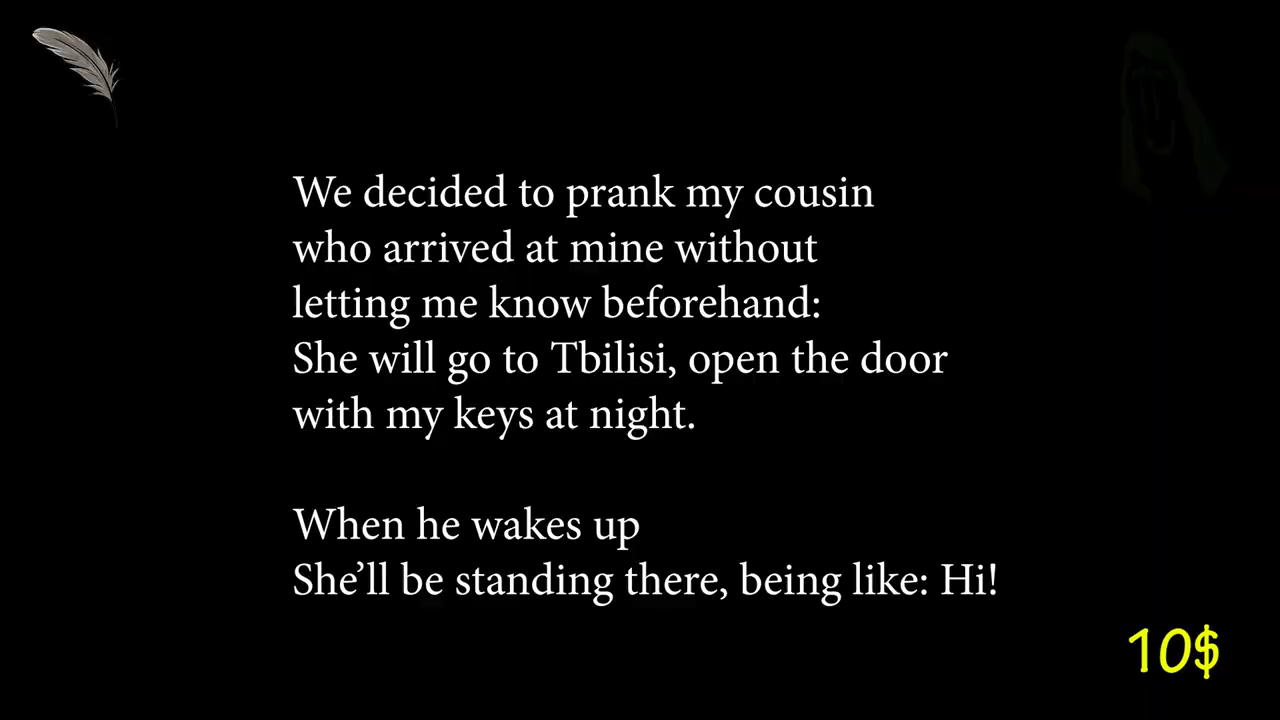 We decided to prank my cousin
who arrived at mine without
letting me know beforehand:
She will go to Tbilisi, open the door
with my keys at night.
When he wakes up
She’ll be standing there, being like: Hi!
10$